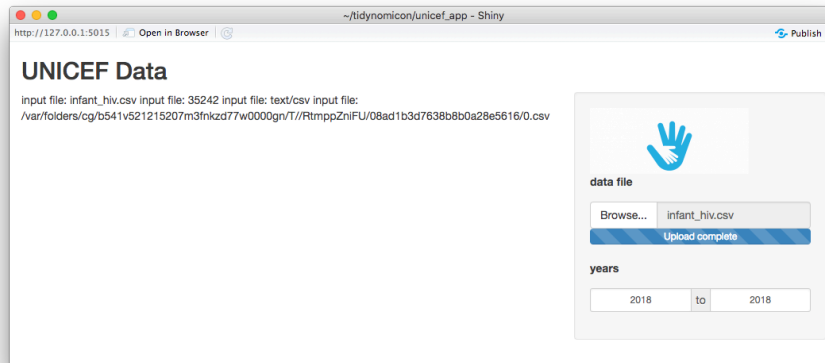 ~/tidynomicon/unicef_app - Shiny
http://127.0.0.1:5015 Open in Browser Publish
UNICEF Data
input file: infant_hiv.csv input file: 35242 input file: text/csv input file:
/var/folders/cg/b541v521215207m3fnkzd77w0000gn/T//RtmppZniFU/08ad1b3d7638b8b0a28e5616/0.csv
data file
Browse... infant_hiv.csv
Upload complete
years
2018 to 2018